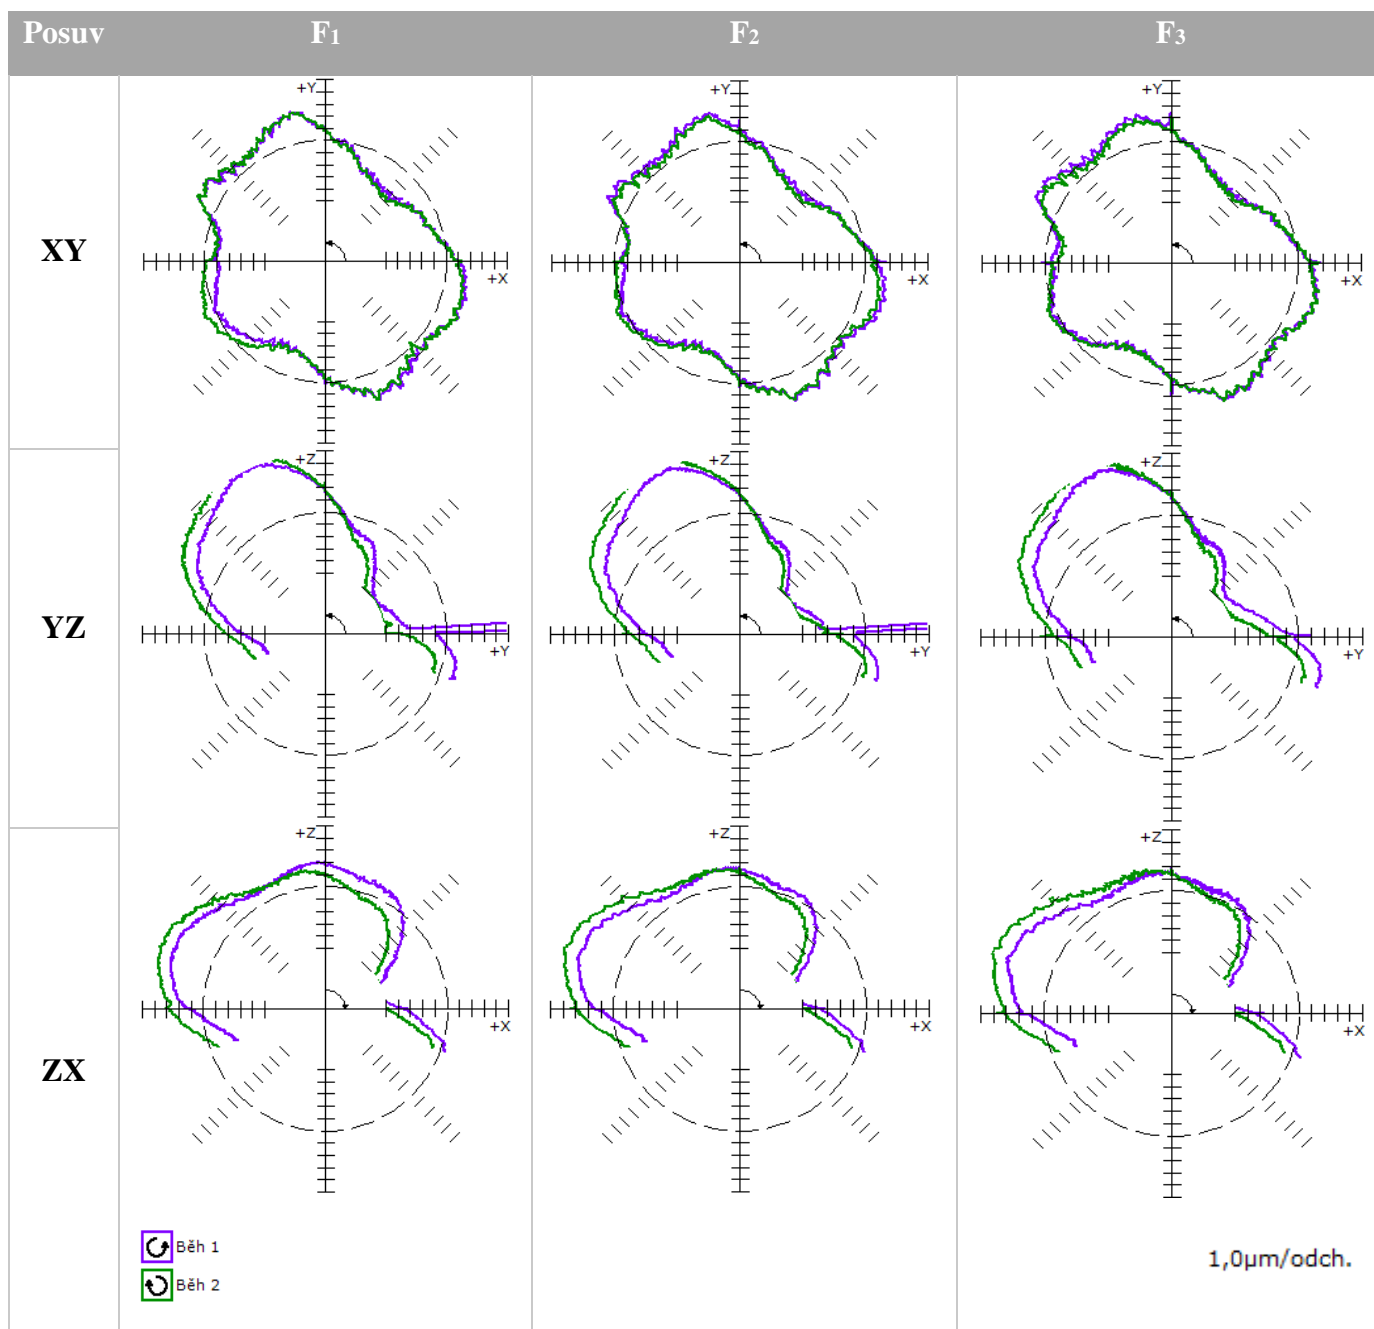 Posuv F₁ F₂ F₃
+Y +Y +Y
XY
+X +X +X
+Z +Z +Z
YZ
+Y +Y +Y
+Z +Z +Z
+X +X +X
ZX
Běh 1
1,0µm/odch.
Běh 2